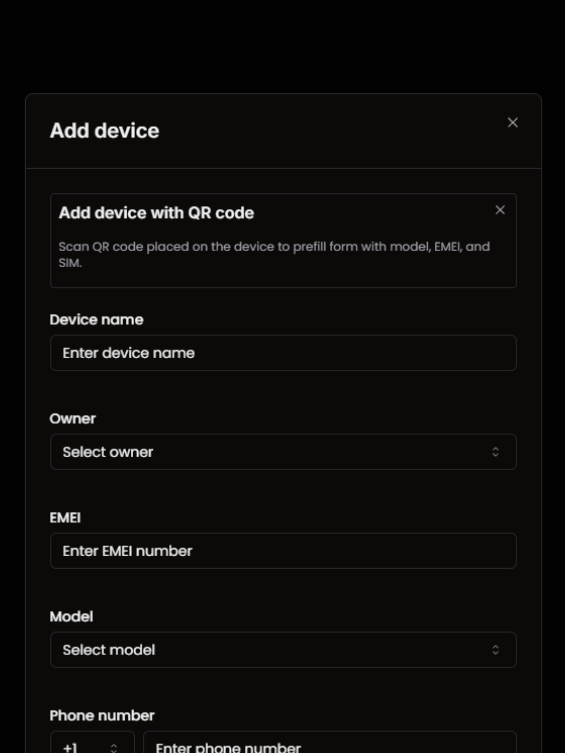 Add device
Add device with QR code
Scan QR code placed on the device to prefill form with model, EMEI, and
SIM.
Device name
Enter device name
Owner
Select owner
EMEI
Enter EMEI number
Model
Select model
Phone number
+1 Enter phone number